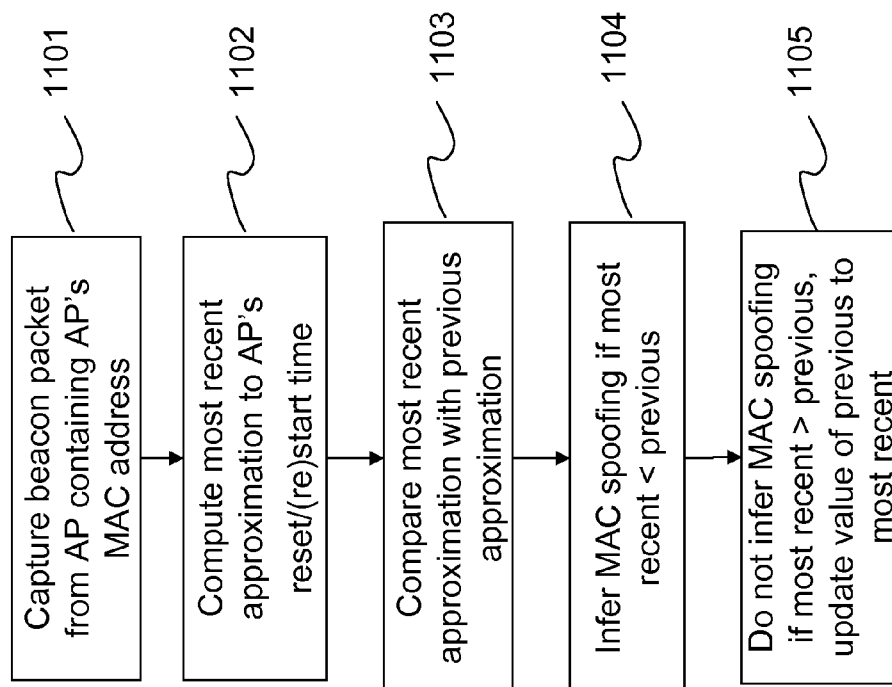 Capture beacon packet
from AP containing AP's
MAC address
1101
Compute most recent
approximation to AP's
reset/(re)start time
1102
Compare most recent
approximation with previous
approximation
1103
Infer MAC spoofing if most
recent < previous
1104
Do not infer MAC spoofing
if most recent > previous,
update value of previous to
most recent
1105